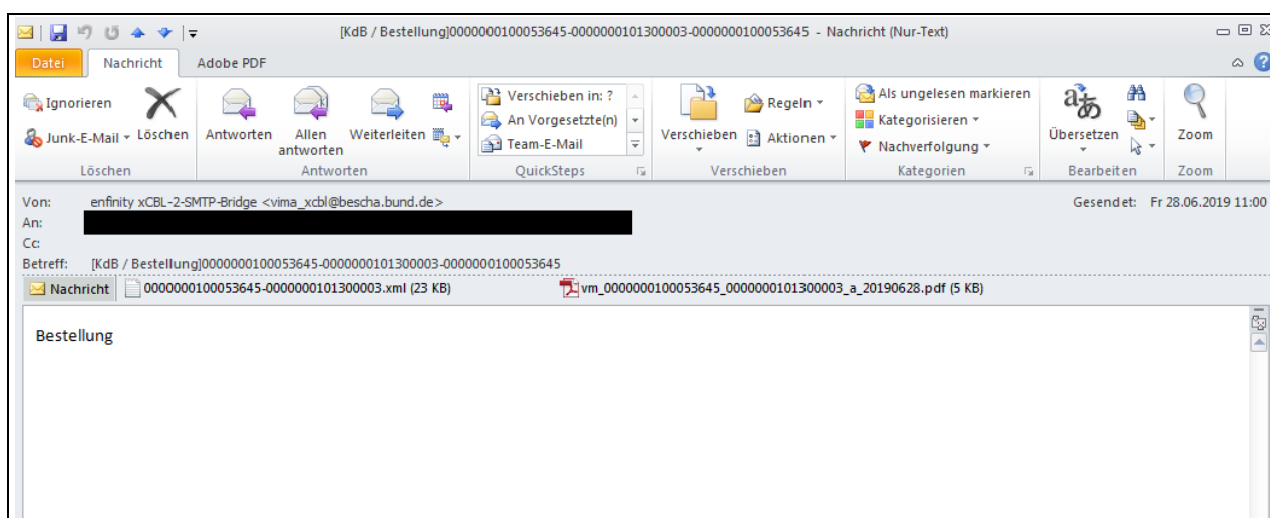 [KdB / Bestellung]0000000100053645-0000000101300003-0000000100053645 - Nachricht (Nur-Text)
Datei Nachricht Adobe PDF
Ignorieren
Junk-E-Mail
Löschen
Antworten
Allen antworten
Weiterleiten
Verschieben in: ?
An Vorgesetzte(n)
Team-E-Mail
Verschieben
Regeln
Aktionen
Als ungelesen markieren
Kategorisieren
Nachverfolgung
Übersetzen
Zoom
Löschen Antworten QuickSteps Verschieben Kategorien Bearbeiten Zoom
Von: enfinity xCBL-2-SMTP-Bridge <vima_xcbl@bescha.bund.de> Gesendet: Fr 28.06.2019 11:00
An:
Cc:
Betreff: [KdB / Bestellung]0000000100053645-0000000101300003-0000000100053645
Nachricht 0000000100053645-0000000101300003.xml (23 KB) vm_0000000100053645_0000000101300003_a_20190628.pdf (5 KB)
Bestellung